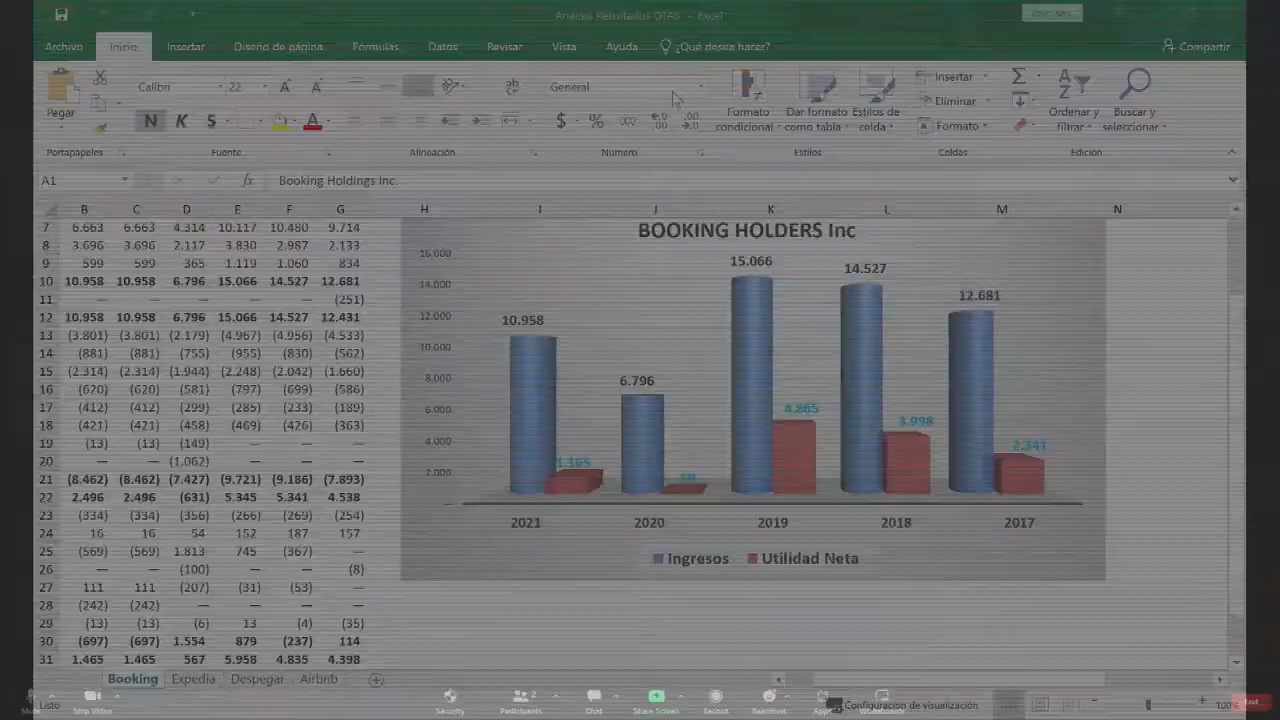 Analisis Resultados OTAS - Excel
Archivo Inicio Insertar Diseño de página Fórmulas Datos Revisar Vista Ayuda ¿Qué desea hacer? Compartir
Pegar
Calibri 22 A A
General
N K S
$ % 000
Formato condicional
Dar formato como tabla
Estilos de celda
Insertar
Eliminar
Formato
Ordenar y filtrar
Buscar y seleccionar
Portapapeles Fuente Alineación Número Estilos Celdas Edición
A1 fx Booking Holdings Inc.
B C D E F G H I J K L M N
7 6.663 6.663 4.314 10.117 10.480 9.714
8 3.696 3.696 2.117 3.830 2.987 2.133
9 599 599 365 1.119 1.060 834
10 10.958 10.958 6.796 15.066 14.527 12.681
11 — — — — — (251)
12 10.958 10.958 6.796 15.066 14.527 12.431
13 (3.801) (3.801) (2.179) (4.967) (4.956) (4.533)
14 (881) (881) (755) (955) (830) (562)
15 (2.314) (2.314) (1.944) (2.248) (2.042) (1.660)
16 (620) (620) (581) (797) (699) (586)
17 (412) (412) (299) (285) (233) (189)
18 (421) (421) (458) (469) (426) (363)
19 (13) (13) (149) — — —
20 — — (1.062) — — —
21 (8.462) (8.462) (7.427) (9.721) (9.186) (7.893)
22 2.496 2.496 (631) 5.345 5.341 4.538
23 (334) (334) (356) (266) (269) (254)
24 16 16 54 152 187 157
25 (569) (569) 1.813 745 (367) —
26 — — (100) — — (8)
27 111 111 (207) (31) (53) —
28 (242) (242) — — — —
29 (13) (13) (6) 13 (4) (35)
30 (697) (697) 1.554 879 (237) 114
31 1.465 1.465 567 5.958 4.835 4.398
BOOKING HOLDERS Inc
16.000
14.000
12.000
10.000
8.000
6.000
4.000
2.000
—
10.958 6.796 15.066 14.527 12.681
1.165 4.865 3.998 2.341
2021 2020 2019 2018 2017
Ingresos Utilidad Neta
Booking Expedia Despegar Airbnb
Listo
Mute Stop Video Security Participants 2 Chat Share Screen Record Reactions Apps
Configuración de visualización
100%